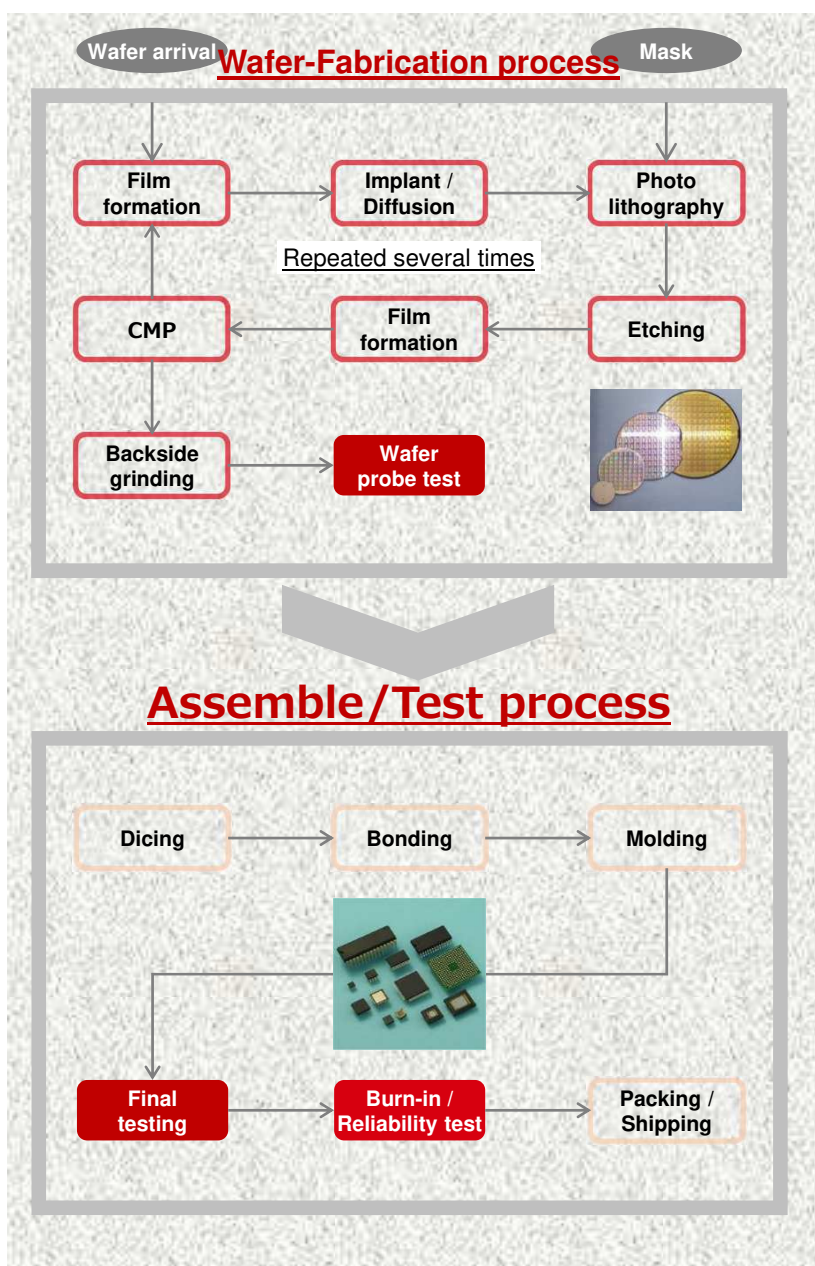 Wafer arrival
Wafer-Fabrication process
Mask
Film
formation
Implant /
Diffusion
Photo
lithography
Repeated several times
CMP
Film
formation
Etching
Backside
grinding
Wafer
probe test
Assemble/Test process
Dicing
Bonding
Molding
Final
testing
Burn-in /
Reliability test
Packing /
Shipping